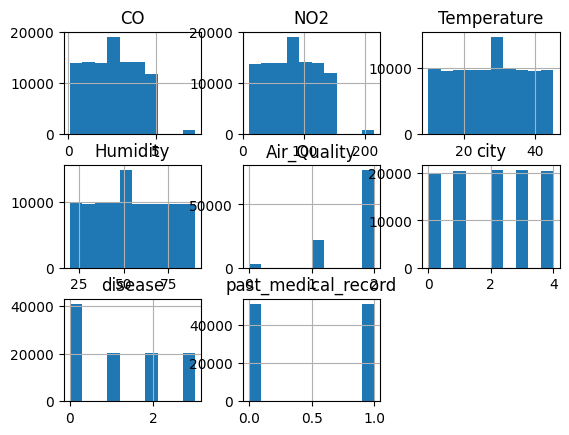 CO NO2 Temperature
20000 20000
10000 10000 10000
0 0 0
0 5 0 100 200 20 40
Humidity Air_Quality city
20000
10000 50000 10000
0 0 0
25 50 75 0 1 2 0 2 4
disease past_medical_record
40000 40000
20000 20000
0 0
0 2 0.0 0.5 1.0